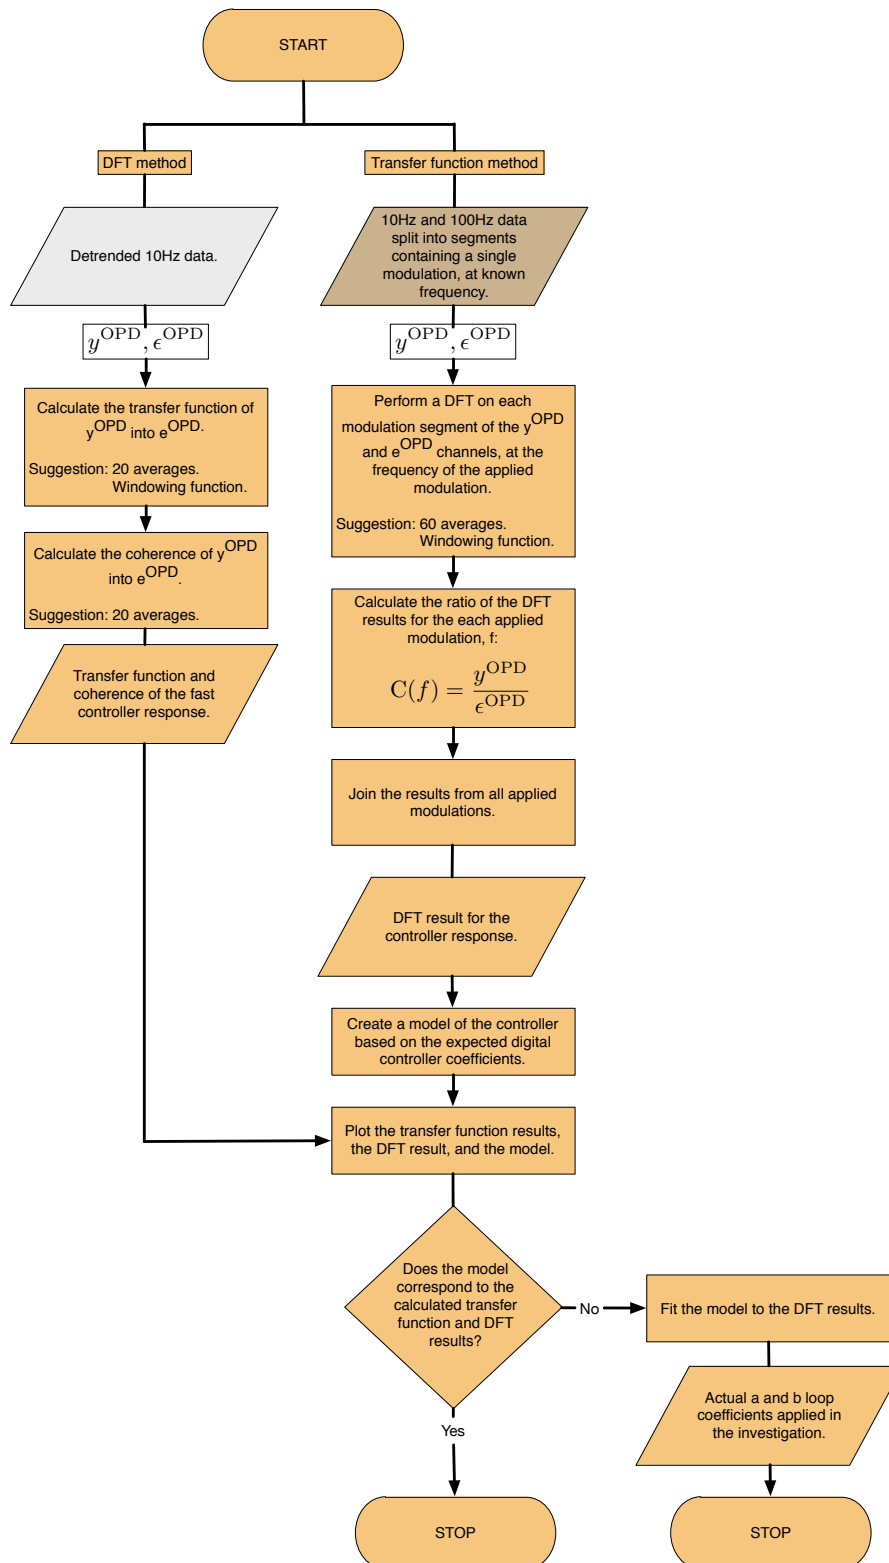 START
DFT method
Transfer function method
Detrended 10Hz data.
10Hz and 100Hz data
split into segments
containing a single
modulation, at known
frequency.
y^OPD, ϵ^OPD
y^OPD, ϵ^OPD
Calculate the transfer function of
y^OPD into e^OPD.
Suggestion: 20 averages.
Windowing function.
Perform a DFT on each
modulation segment of the y^OPD
and e^OPD channels, at the
frequency of the applied
modulation.
Suggestion: 60 averages.
Windowing function.
Calculate the coherence of y^OPD
into e^OPD.
Suggestion: 20 averages.
Calculate the ratio of the DFT
results for the each applied
modulation, f:
C(f) = y^OPD / ϵ^OPD
Transfer function and
coherence of the fast
controller response.
Join the results from all applied
modulations.
DFT result for the
controller response.
Create a model of the controller
based on the expected digital
controller coefficients.
Plot the transfer function results,
the DFT result, and the model.
Does the model
correspond to the
calculated transfer
function and DFT
results?
No
Fit the model to the DFT results.
Actual a and b loop
coefficients applied in
the investigation.
Yes
STOP
STOP